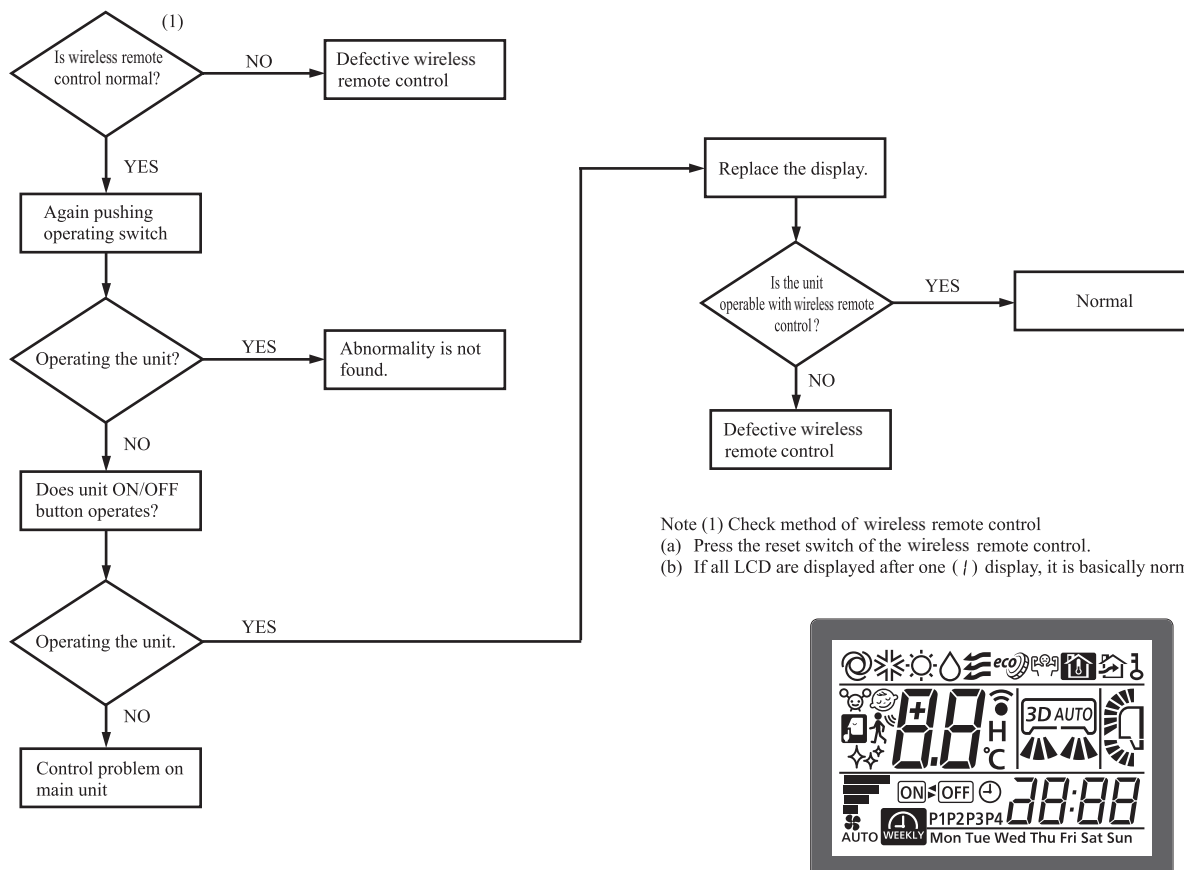 (1)
Is wireless remote
control normal?
NO
Defective wireless
remote control
YES
Again pushing
operating switch
Operating the unit?
YES
Abnormality is not
found.
NO
Does unit ON/OFF
button operates?
Operating the unit.
YES
NO
Control problem on
main unit
Replace the display.
Is the unit
operable with wireless remote
control ?
YES
Normal
NO
Defective wireless
remote control
Note (1) Check method of wireless remote control
(a) Press the reset switch of the wireless remote control.
(b) If all LCD are displayed after one ( / ) display, it is basically norm
eco
+
8.8
H
°C
3D AUTO
ON OFF
28:88
P1P2P3P4
AUTO WEEKLY Mon Tue Wed Thu Fri Sat Sun